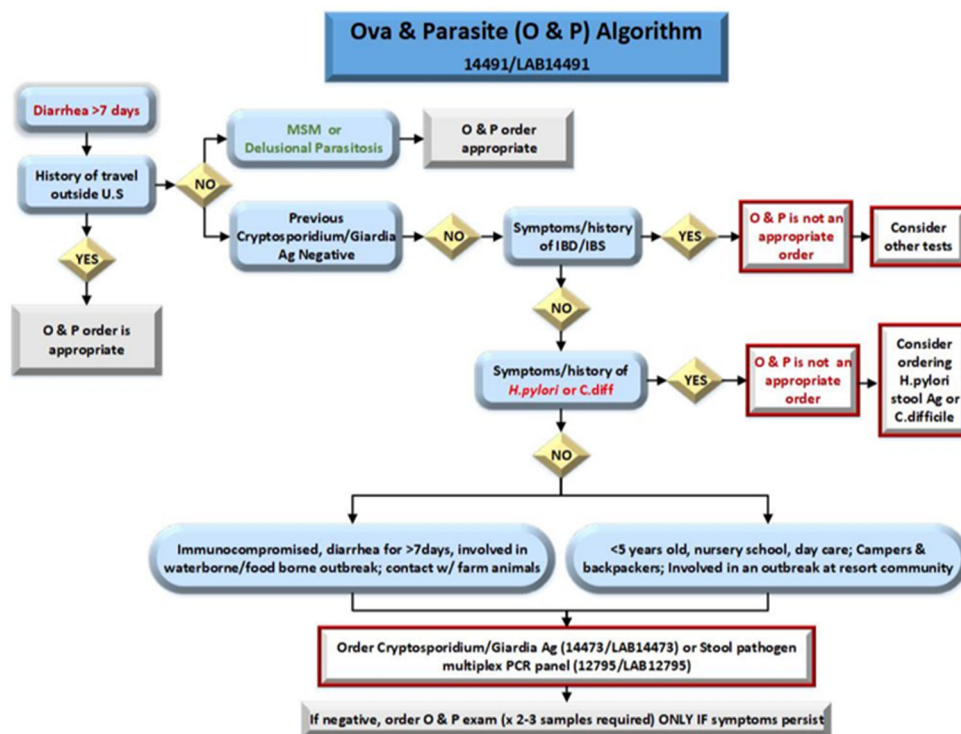 Ova & Parasite (O & P) Algorithm
14491/LAB14491
Diarrhea >7 days
History of travel
outside U.S
YES
O & P order is
appropriate
NO
MSM or
Delusional Parasitosis
O & P order
appropriate
Previous
Cryptosporidium/Giardia
Ag Negative
NO
Symptoms/history
of IBD/IBS
YES
O & P is not an
appropriate
order
Consider
other tests
NO
Symptoms/history of
H.pylori or C.diff
YES
O & P is not an
appropriate
order
Consider
ordering
H.pylori
stool Ag or
C.difficile
NO
Immunocompromised, diarrhea for >7days, involved in
waterborne/food borne outbreak; contact w/ farm animals
<5 years old, nursery school, day care; Campers &
backpackers; Involved in an outbreak at resort community
Order Cryptosporidium/Giardia Ag (14473/LAB14473) or Stool pathogen
multiplex PCR panel (12795/LAB12795)
If negative, order O & P exam (x 2-3 samples required) ONLY IF symptoms persist